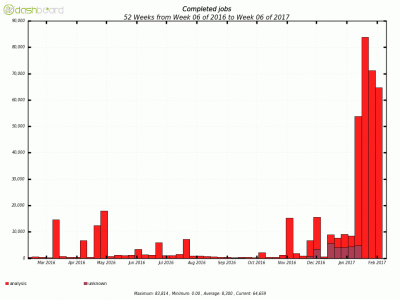 dashboard
Completed jobs
52 Weeks from Week 06 of 2016 to Week 06 of 2017
90,000
80,000
70,000
60,000
50,000
40,000
30,000
20,000
10,000
0
Mar 2016 Apr 2016 May 2016 Jun 2016 Jul 2016 Aug 2016 Sep 2016 Oct 2016 Nov 2016 Dec 2016 Jan 2017 Feb 2017
analysis unknown
Maximum: 83,814 , Minimum: 0.00 , Average: 8,390 , Current: 64,659